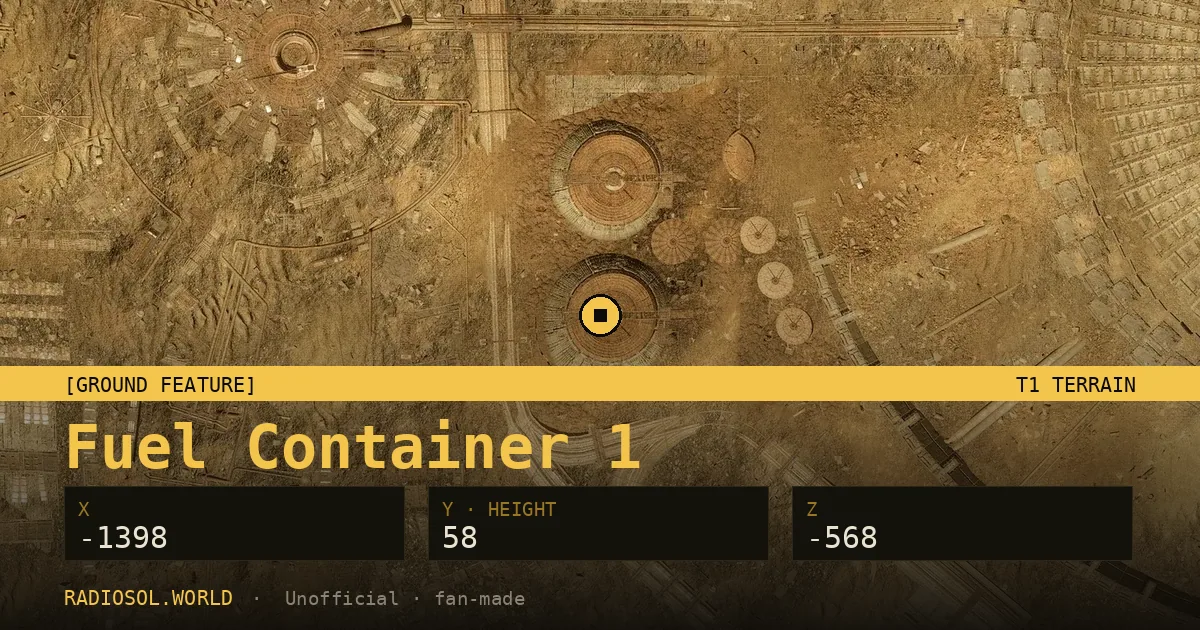 [GROUND FEATURE] T1 TERRAIN
Fuel Container 1
X Y · HEIGHT Z
-1398 58 -568
RADIOSOL.WORLD · Unofficial · fan-made